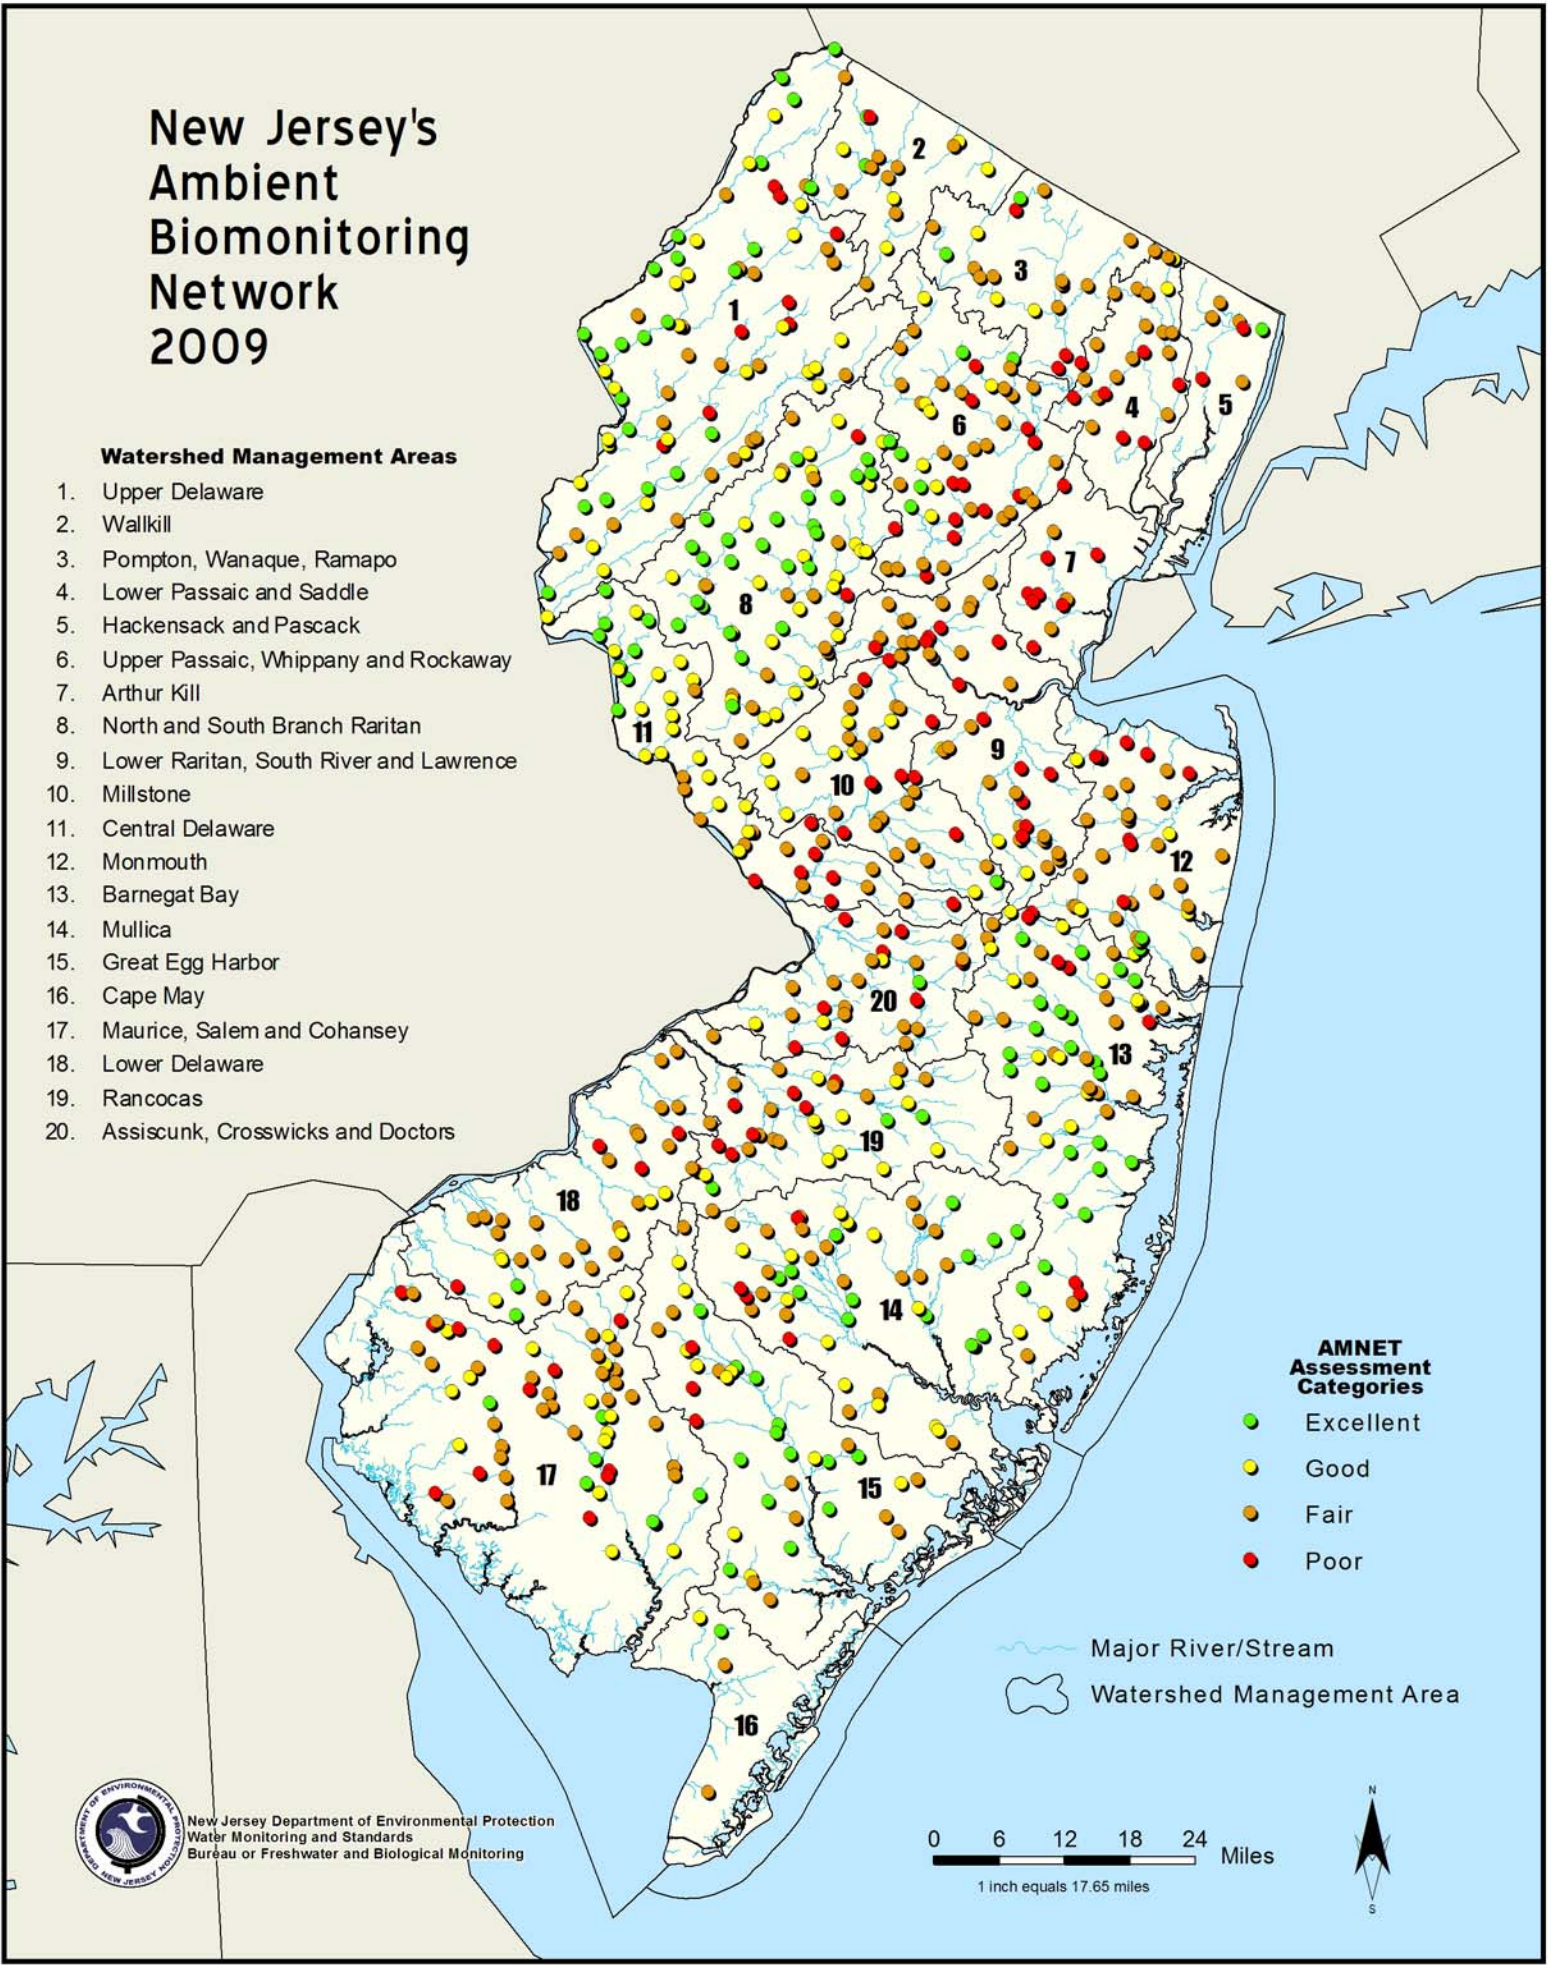 New Jersey's
Ambient
Biomonitoring
Network
2009
Watershed Management Areas
1. Upper Delaware
2. Wallkill
3. Pompton, Wanaque, Ramapo
4. Lower Passaic and Saddle
5. Hackensack and Pascack
6. Upper Passaic, Whippany and Rockaway
7. Arthur Kill
8. North and South Branch Raritan
9. Lower Raritan, South River and Lawrence
10. Millstone
11. Central Delaware
12. Monmouth
13. Barnegat Bay
14. Mullica
15. Great Egg Harbor
16. Cape May
17. Maurice, Salem and Cohansey
18. Lower Delaware
19. Rancocas
20. Assiscunk, Crosswicks and Doctors
2
3
1
4
5
6
7
8
11
9
10
12
20
13
19
18
14
17
15
16
AMNET
Assessment
Categories
Excellent
Good
Fair
Poor
Major River/Stream
Watershed Management Area
DEPARTMENT OF ENVIRONMENTAL PROTECTION
NEW JERSEY
New Jersey Department of Environmental Protection
Water Monitoring and Standards
Bureau or Freshwater and Biological Monitoring
0 6 12 18 24
Miles
1 inch equals 17.65 miles
N
S